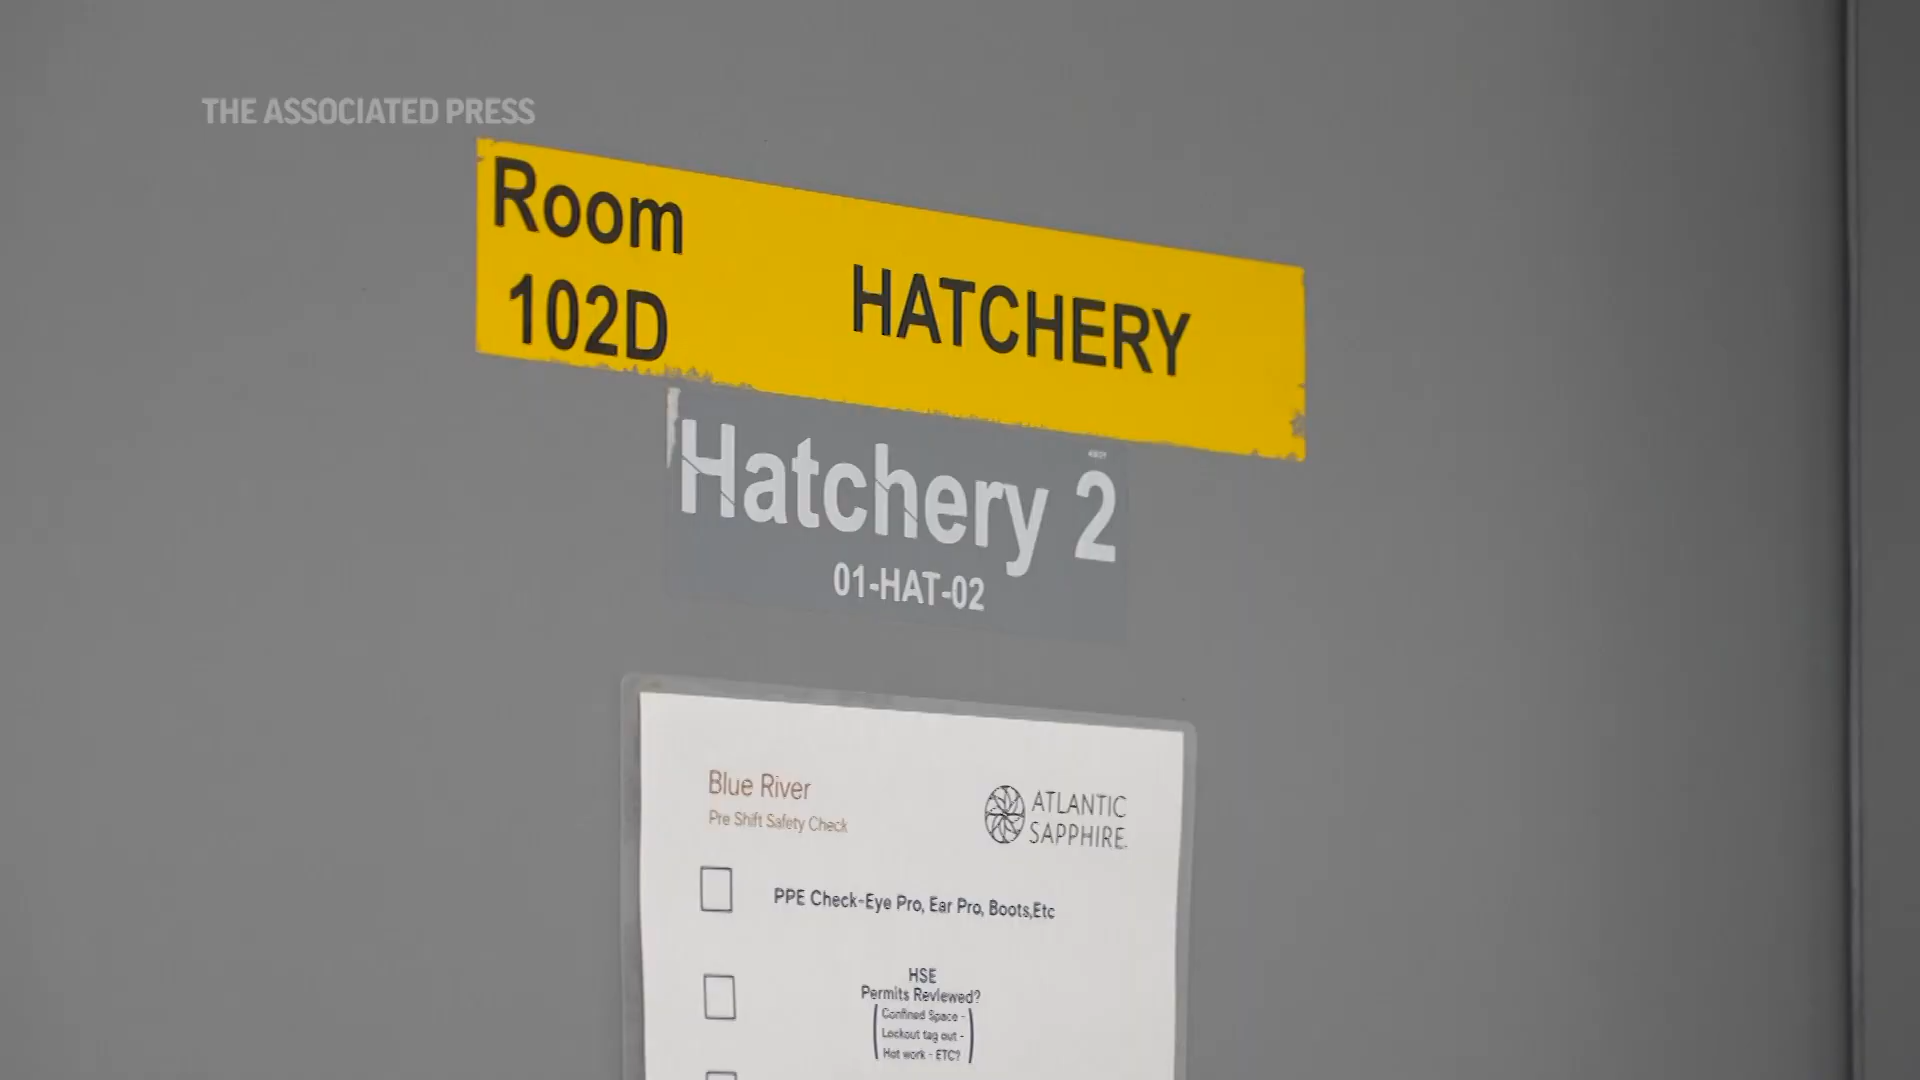 THE ASSOCIATED PRESS
Room
102D
HATCHERY
Hatchery 2
01-HAT-02
Blue River
Pre Shift Safety Check
ATLANTIC
SAPPHIRE
PPE Check-Eye Pro, Ear Pro, Boots,Etc
HSE
Permits Reviewed?
(Confined Space -
Lockout tag out -
Hot work - ETC?)